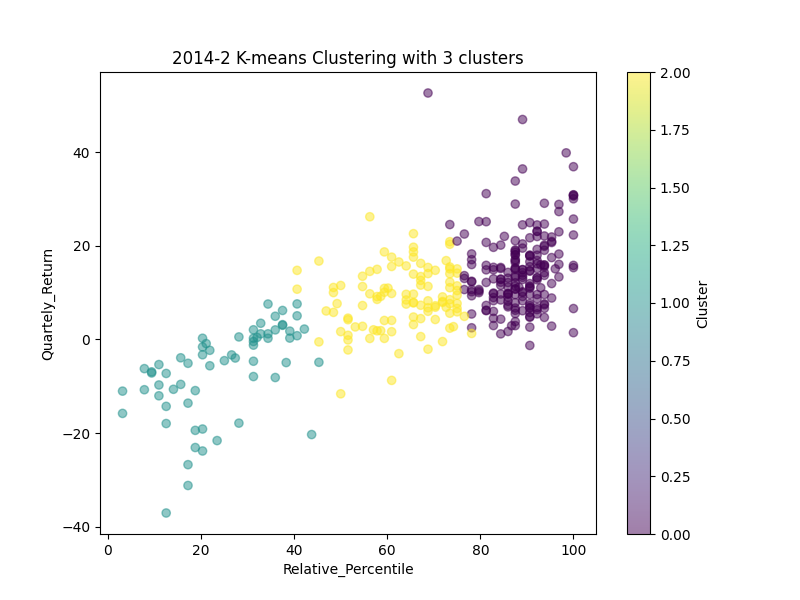 2014-2 K-means Clustering with 3 clusters
Quartely_Return
40
20
0
−20
−40
0 20 40 60 80 100
Relative_Percentile
2.00
1.75
1.50
1.25
1.00
0.75
0.50
0.25
0.00
Cluster